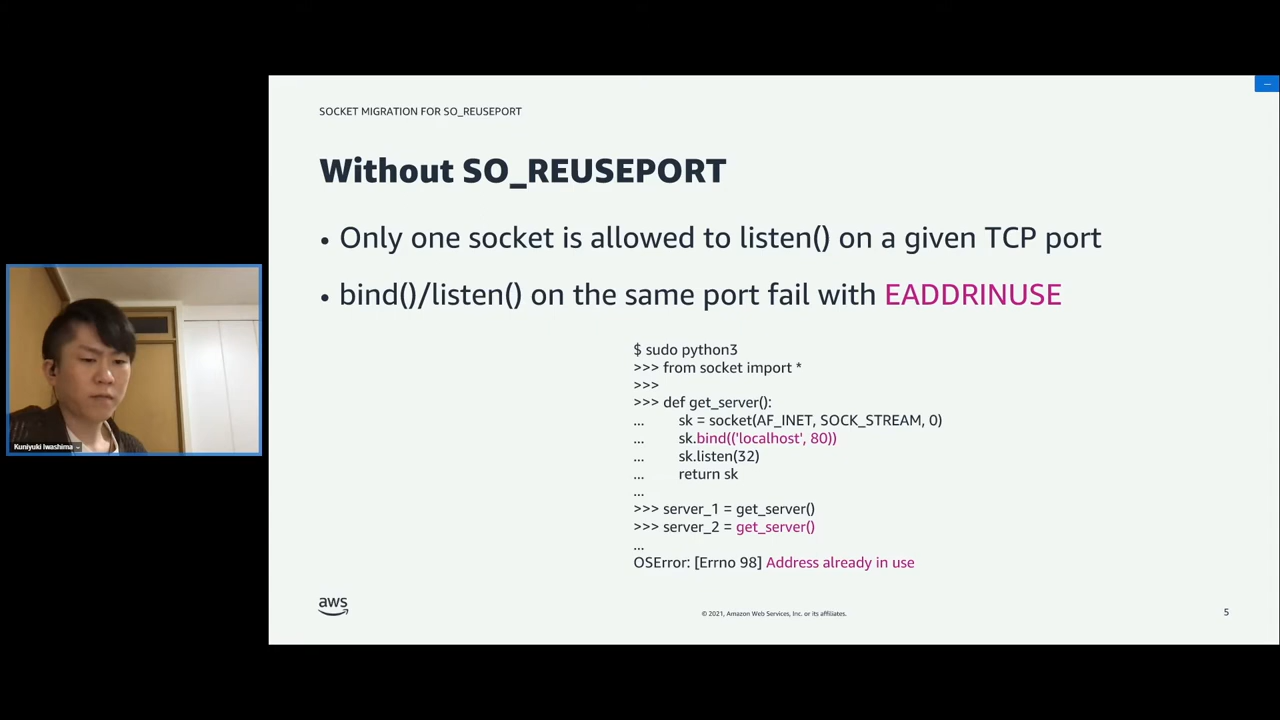 SOCKET MIGRATION FOR SO_REUSEPORT
Without SO_REUSEPORT
• Only one socket is allowed to listen() on a given TCP port
• bind()/listen() on the same port fail with EADDRINUSE
$ sudo python3
>>> from socket import *
>>>
>>> def get_server():
... sk = socket(AF_INET, SOCK_STREAM, 0)
... sk.bind(('localhost', 80))
... sk.listen(32)
... return sk
...
>>> server_1 = get_server()
>>> server_2 = get_server()
...
OSError: [Errno 98] Address already in use
Kuniyuki Iwashima
aws
© 2021, Amazon Web Services, Inc. or its affiliates.
5